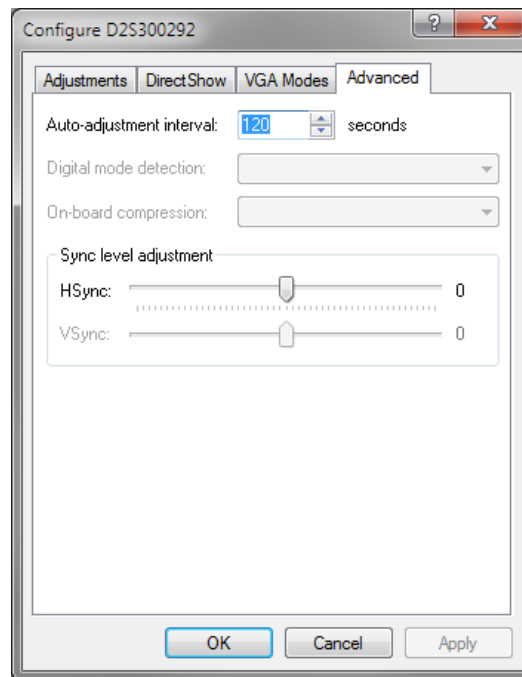 Configure D2S300292
?
X
Adjustments DirectShow VGA Modes Advanced
Auto-adjustment interval: 120 seconds
Digital mode detection:
On-board compression:
Sync level adjustment
HSync: 0
VSync: 0
OK Cancel Apply